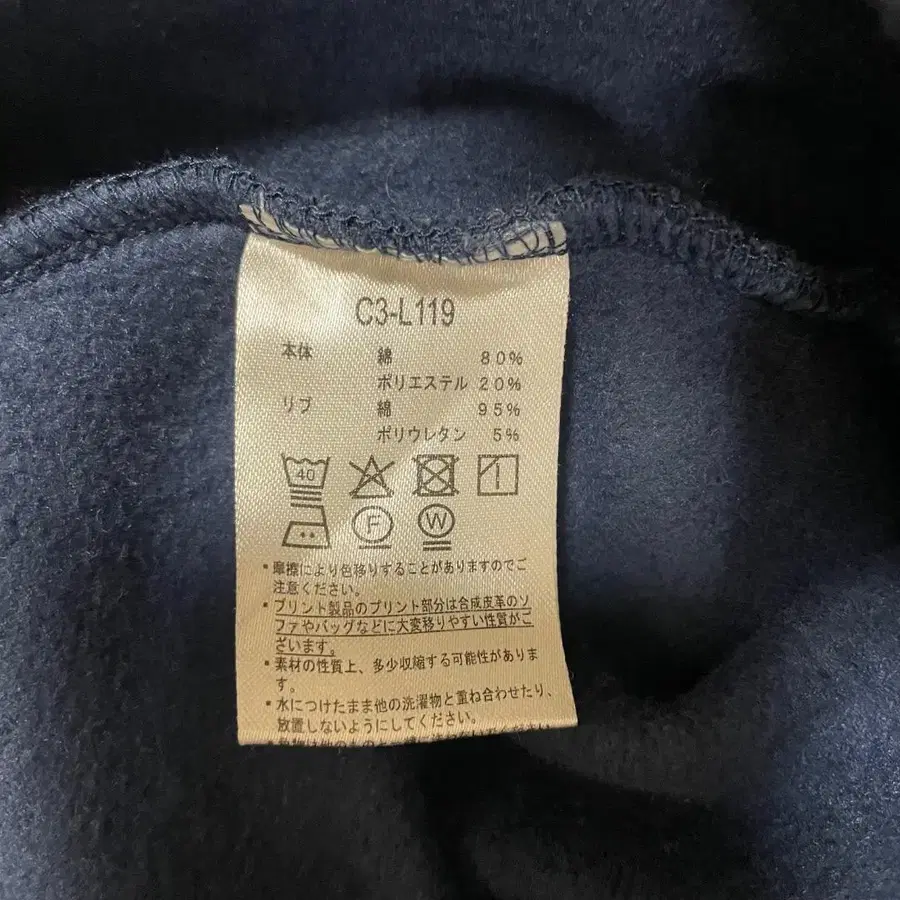 C3-L119
本体 綿 80%
ポリエステル 20%
リブ 綿 95%
ポリウレタン 5%
40
F W
・摩擦により色移りすることがありますのでご
注意ください。
・プリント製品のプリント部分は合成皮革のソ
ファやバッグなどに大変移りやすい性質がご
ざいます。
・素材の性質上、多少収縮する可能性がありま
す。
・水につけたまま他の洗濯物と重ね合わせたり、
放置しないようにしてください。